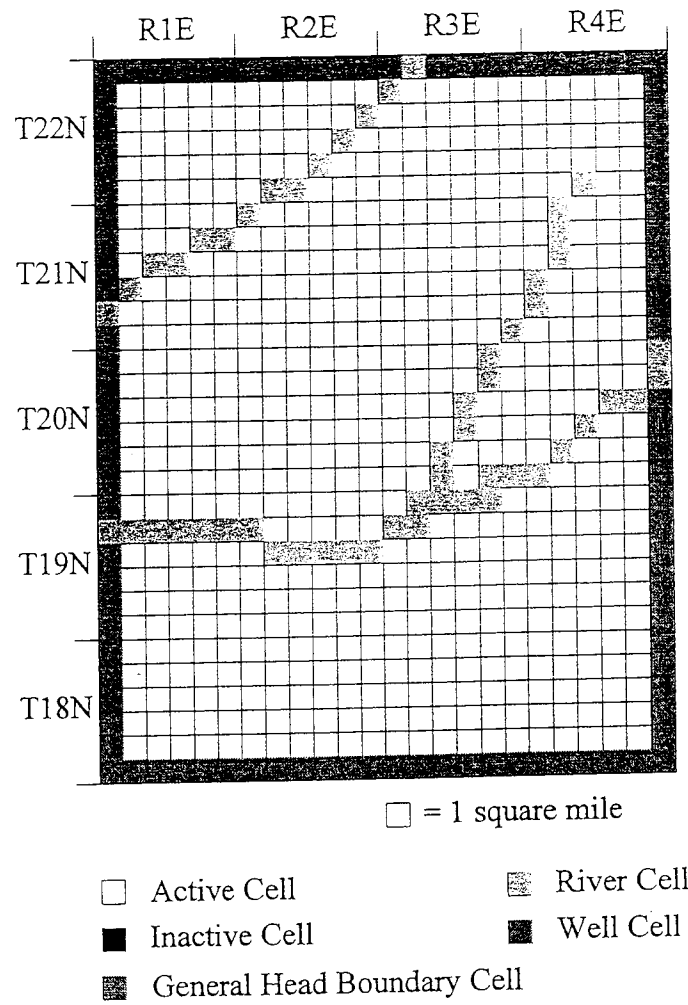 R1E R2E R3E R4E
T22N
T21N
T20N
T19N
T18N
= 1 square mile
Active Cell River Cell
Inactive Cell Well Cell
General Head Boundary Cell